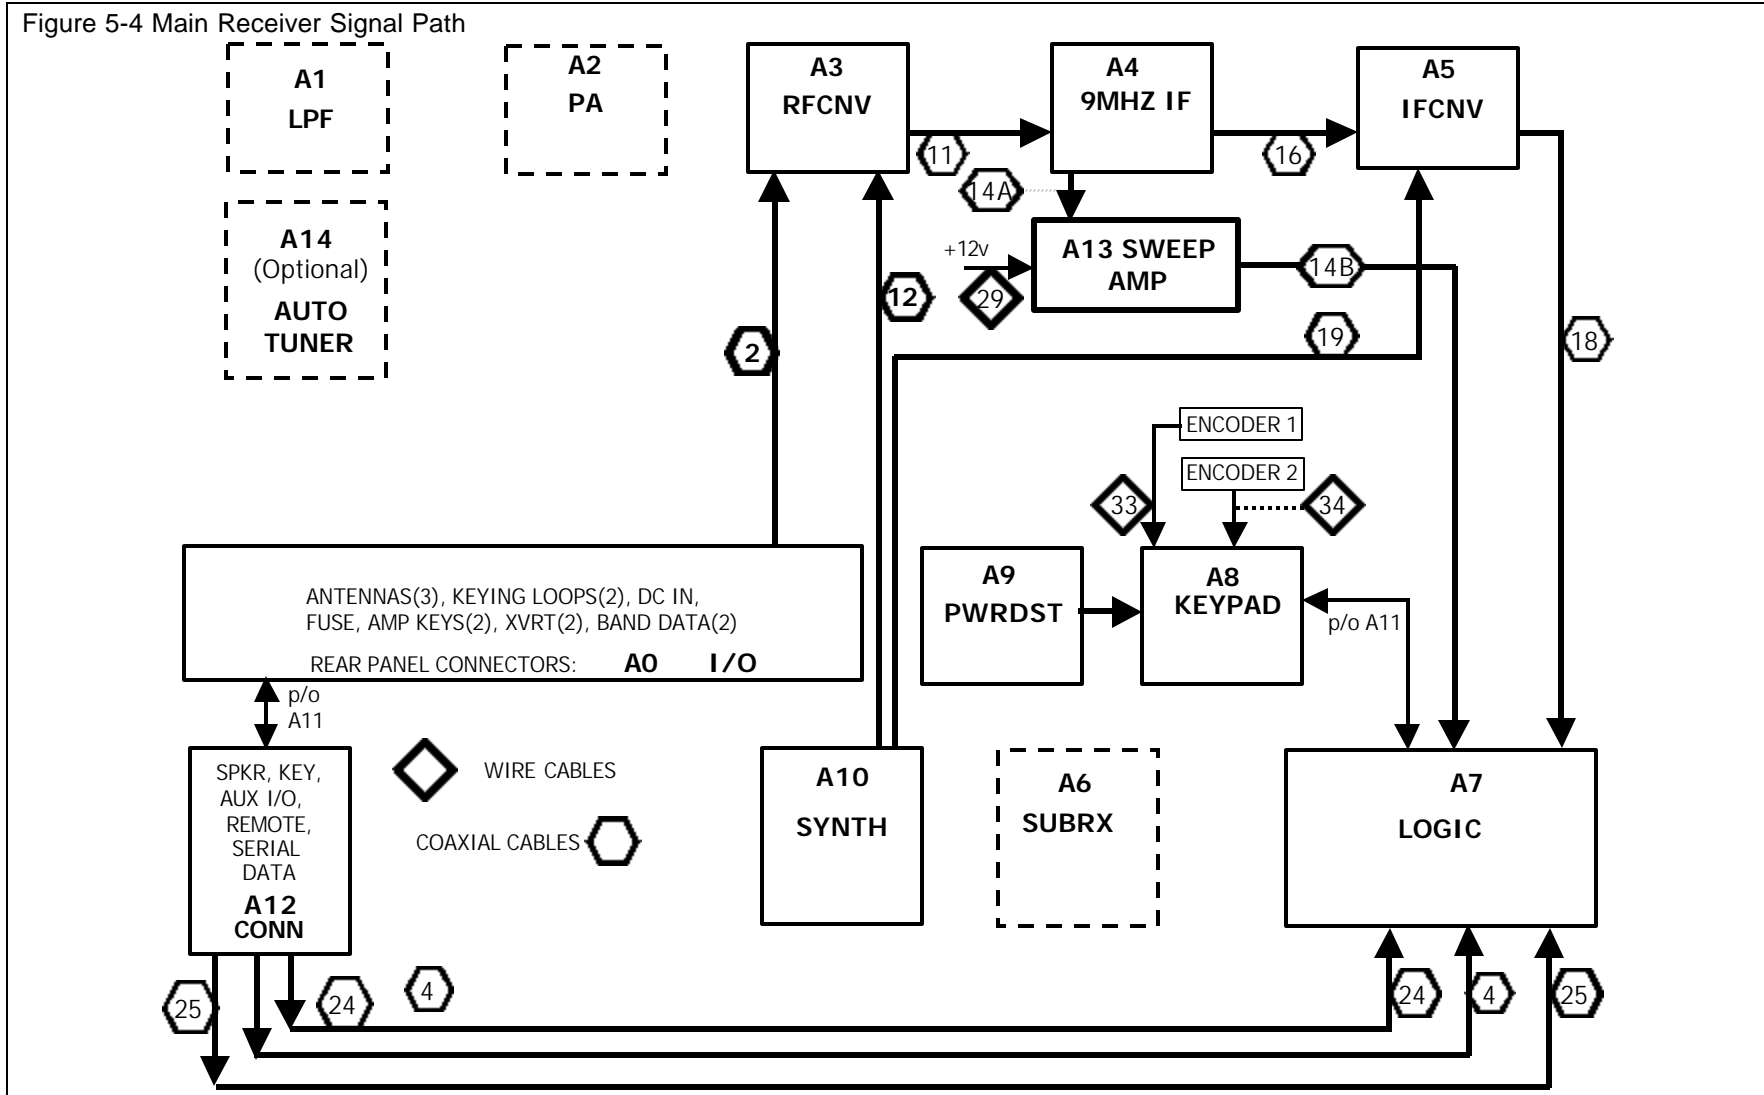 Figure 5-4 Main Receiver Signal Path
A1
LPF
A2
PA
A3
RFCNV
A4
9MHZ IF
A5
IFCNV
11
16
14A
A14
(Optional)
AUTO
TUNER
+12v
29
A13 SWEEP
AMP
14B
12
2
19
18
ENCODER 1
ENCODER 2
33
34
ANTENNAS(3), KEYING LOOPS(2), DC IN,
FUSE, AMP KEYS(2), XVRT(2), BAND DATA(2)
REAR PANEL CONNECTORS: A0 I/O
A9
PWRDST
A8
KEYPAD
p/o A11
p/o
A11
SPKR, KEY,
AUX I/O,
REMOTE,
SERIAL
DATA
A12
CONN
WIRE CABLES
COAXIAL CABLES
A10
SYNTH
A6
SUBRX
A7
LOGIC
25
24
4
24
4
25